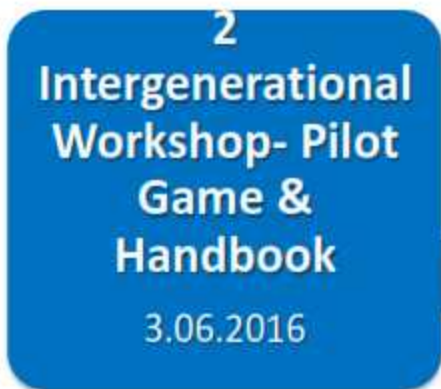 2
Intergenerational
Workshop- Pilot
Game &
Handbook
3.06.2016